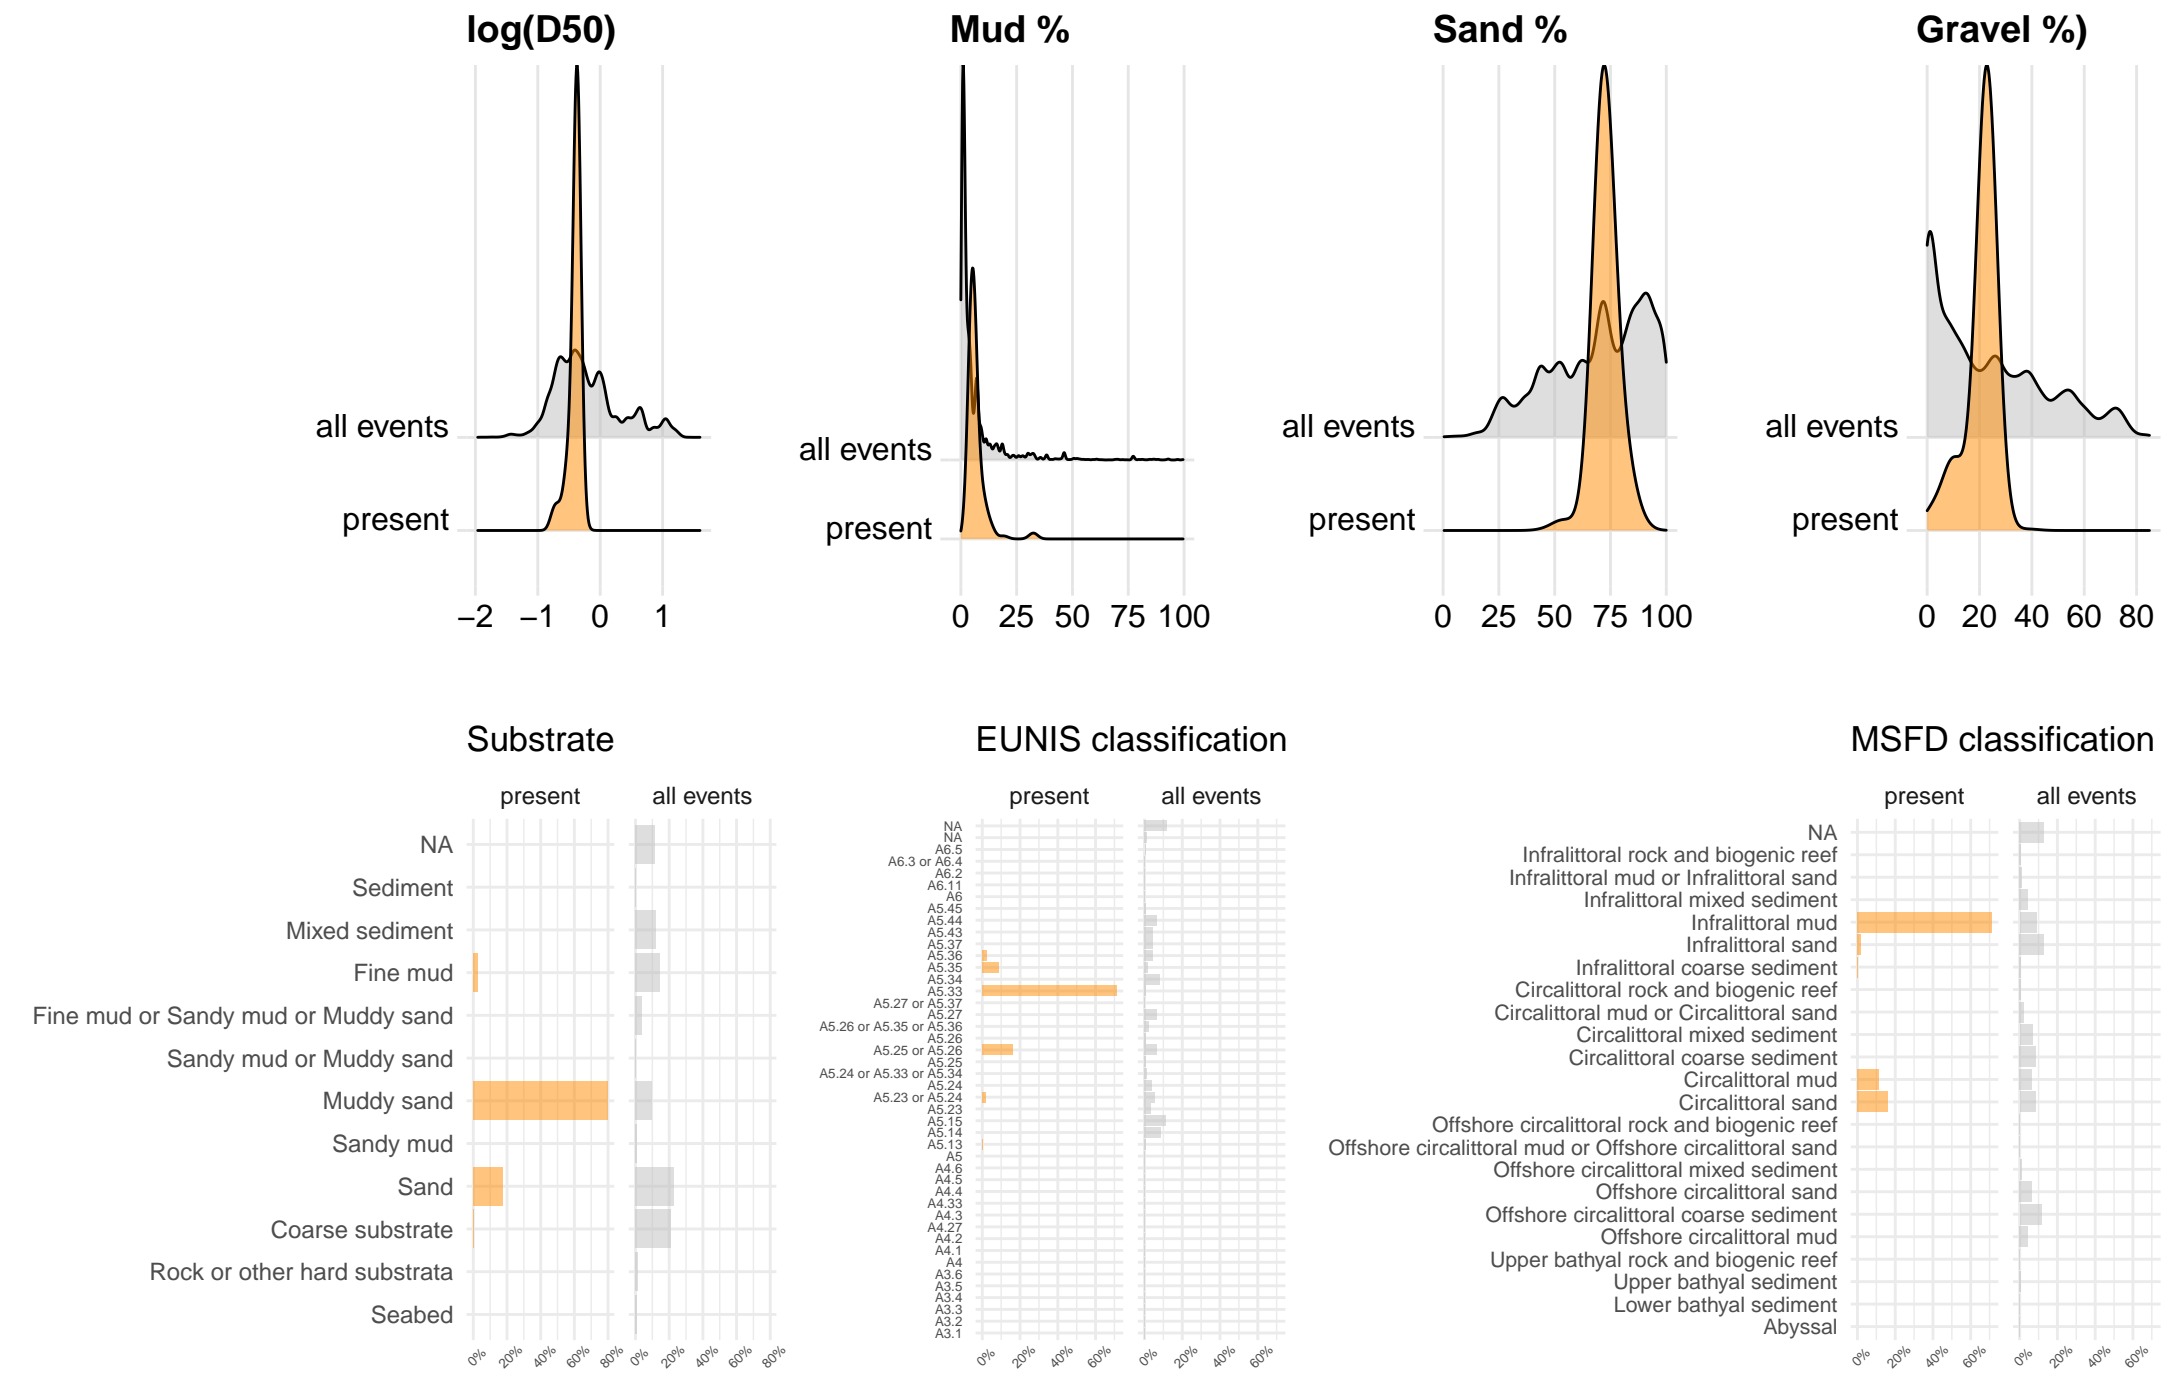 log(D50)
Mud %
Sand %
Gravel %)
all events
present
−2 −1 0 1
all events
present
0 25 50 75 100
all events
present
0 25 50 75 100
all events
present
0 20 40 60 80
Substrate
present all events
NA
Sediment
Mixed sediment
Fine mud
Fine mud or Sandy mud or Muddy sand
Sandy mud or Muddy sand
Muddy sand
Sandy mud
Sand
Coarse substrate
Rock or other hard substrata
Seabed
0% 20% 40% 60% 80% 0% 20% 40% 60% 80%
EUNIS classification
present all events
NA
NA
A6.5
A6.3 or A6.4
A6.2
A6.11
A6
A5.45
A5.44
A5.43
A5.37
A5.36
A5.35
A5.34
A5.33
A5.27 or A5.37
A5.27
A5.26 or A5.35 or A5.36
A5.26
A5.25 or A5.26
A5.25
A5.24 or A5.33 or A5.34
A5.24
A5.23 or A5.24
A5.23
A5.15
A5.14
A5.13
A5
A4.6
A4.5
A4.4
A4.33
A4.3
A4.27
A4.2
A4.1
A4
A3.6
A3.5
A3.4
A3.3
A3.2
A3.1
0% 20% 40% 60% 0% 20% 40% 60%
MSFD classification
present all events
NA
Infralittoral rock and biogenic reef
Infralittoral mud or Infralittoral sand
Infralittoral mixed sediment
Infralittoral mud
Infralittoral sand
Infralittoral coarse sediment
Circalittoral rock and biogenic reef
Circalittoral mud or Circalittoral sand
Circalittoral mixed sediment
Circalittoral coarse sediment
Circalittoral mud
Circalittoral sand
Offshore circalittoral rock and biogenic reef
Offshore circalittoral mud or Offshore circalittoral sand
Offshore circalittoral mixed sediment
Offshore circalittoral sand
Offshore circalittoral coarse sediment
Offshore circalittoral mud
Upper bathyal rock and biogenic reef
Upper bathyal sediment
Lower bathyal sediment
Abyssal
0% 20% 40% 60% 0% 20% 40% 60%